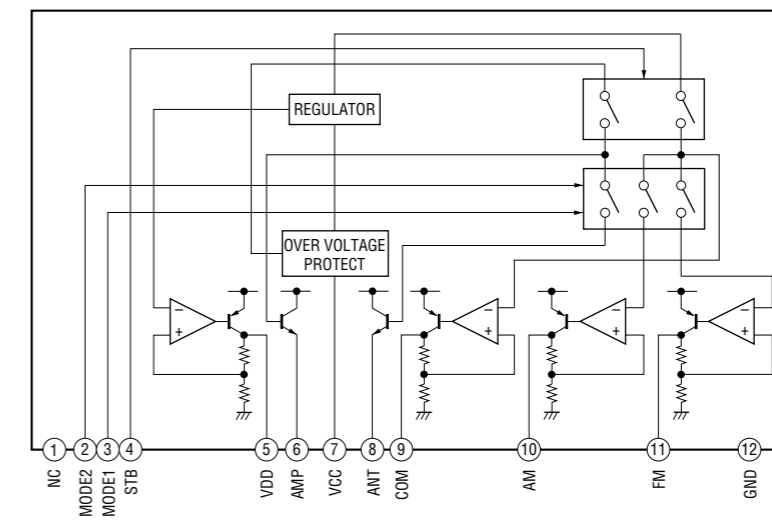 REGULATOR
OVER VOLTAGE
PROTECT
−
+
−
+
−
+
−
+
1
2
3
4
5
6
7
8
9
10
11
12
NC
MODE2
MODE1
STB
VDD
AMP
VCC
ANT
COM
AM
FM
GND